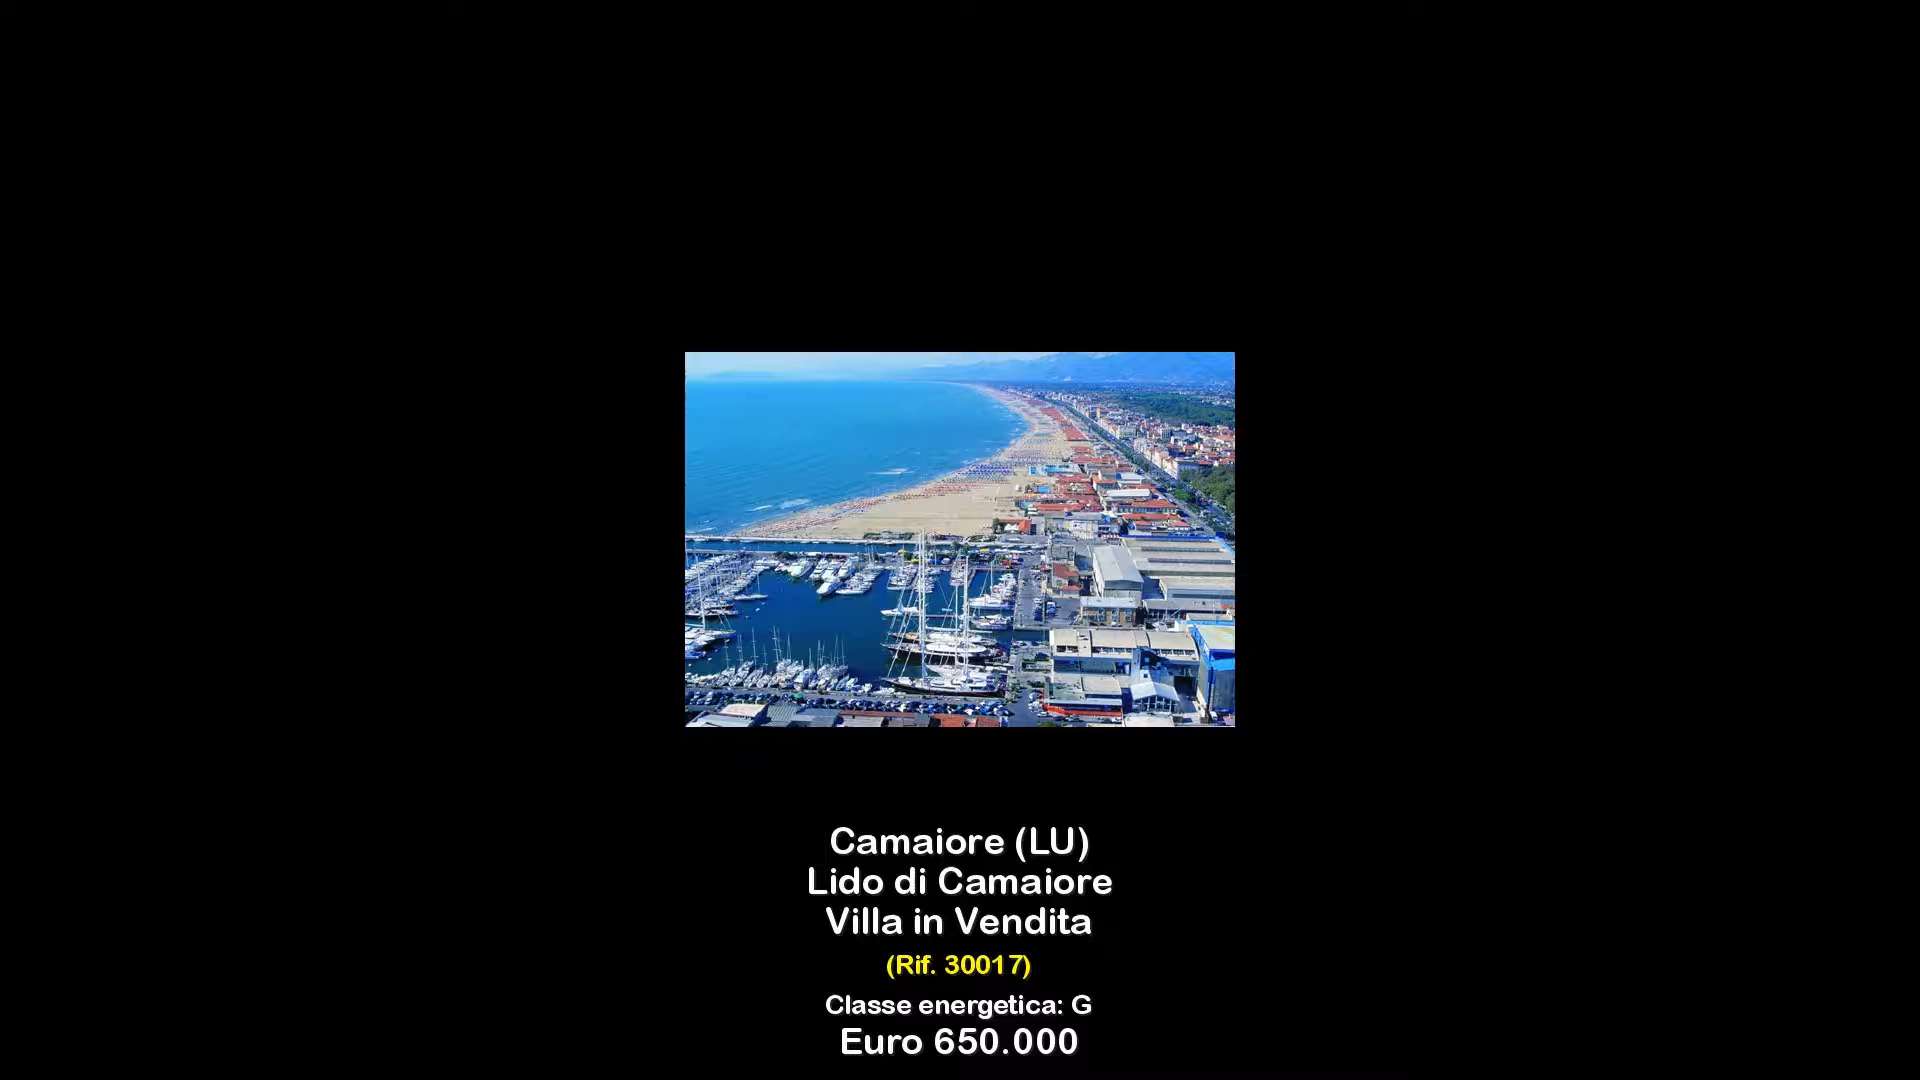 Camaiore (LU)
Lido di Camaiore
Villa in Vendita
(Rif. 30017)
Classe energetica: G
Euro 650.000